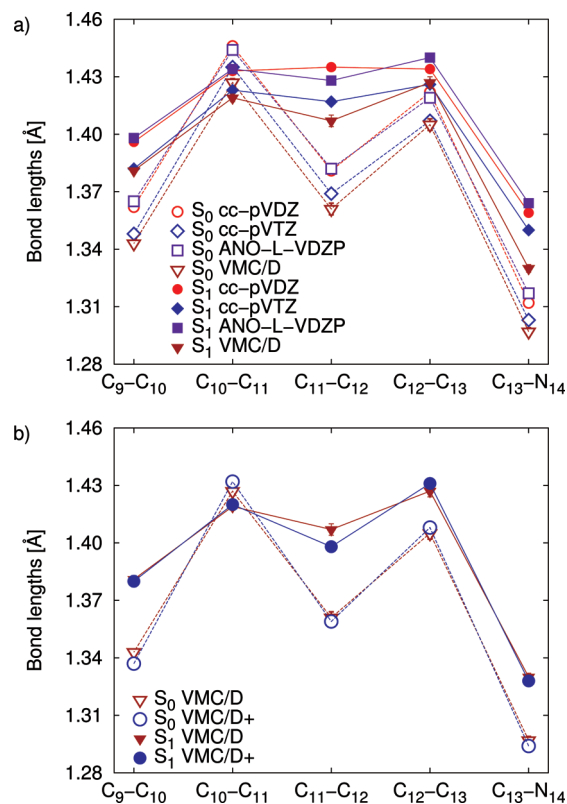 a)
1.46
1.43
1.40
1.37
1.34
1.31
1.28
Bond lengths [Å]
S0 cc−pVDZ
S0 cc−pVTZ
S0 ANO−L−VDZP
S0 VMC/D
S1 cc−pVDZ
S1 cc−pVTZ
S1 ANO−L−VDZP
S1 VMC/D
C9−C10 C10−C11 C11−C12 C12−C13 C13−N14
b)
1.46
1.43
1.40
1.37
1.34
1.31
1.28
Bond lengths [Å]
S0 VMC/D
S0 VMC/D+
S1 VMC/D
S1 VMC/D+
C9−C10 C10−C11 C11−C12 C12−C13 C13−N14